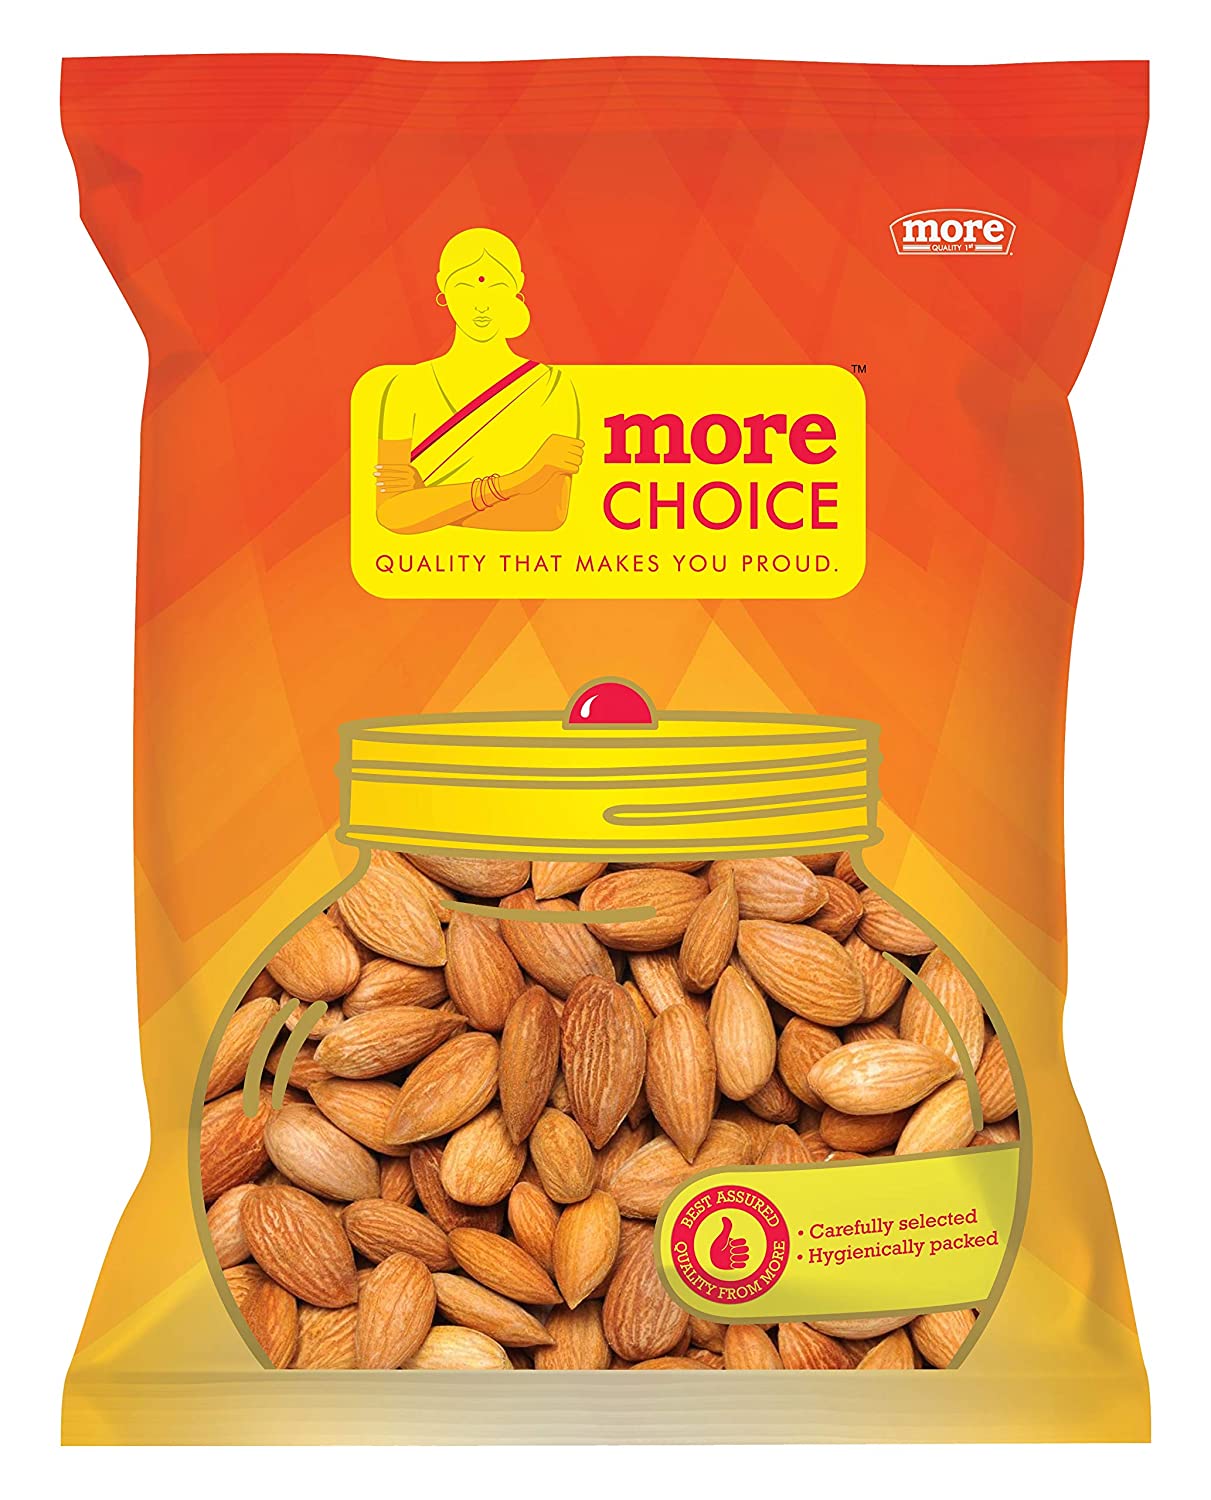 more
QUALITY 1st
more
CHOICE
TM
QUALITY THAT MAKES YOU PROUD.
BEST ASSURED
QUALITY FROM MORE
• Carefully selected
• Hygienically packed